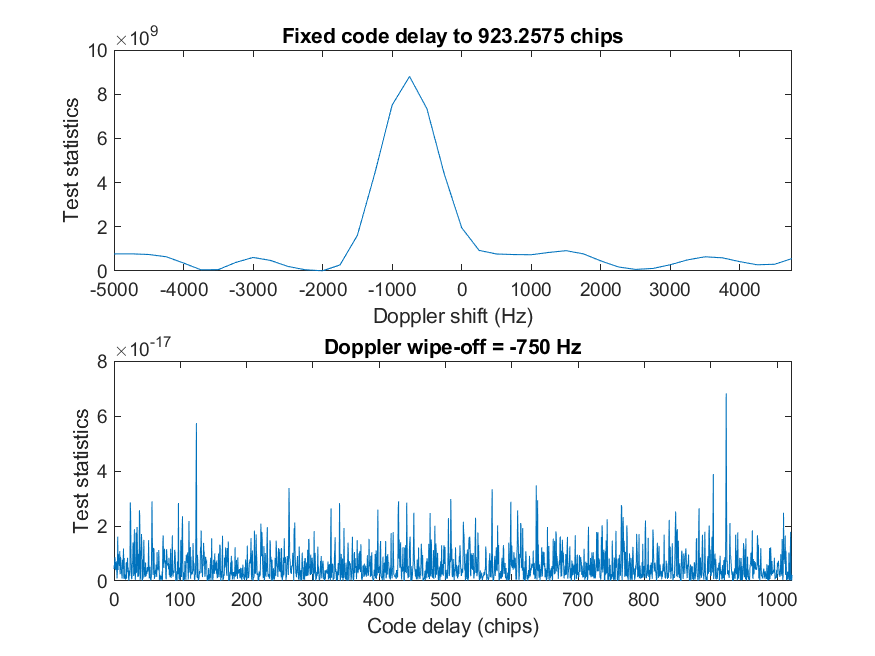 ×10^9
Fixed code delay to 923.2575 chips
10
8
6
4
2
0
Test statistics
-5000 -4000 -3000 -2000 -1000 0 1000 2000 3000 4000
Doppler shift (Hz)
×10^-17
Doppler wipe-off = -750 Hz
8
6
4
2
0
Test statistics
0 100 200 300 400 500 600 700 800 900 1000
Code delay (chips)